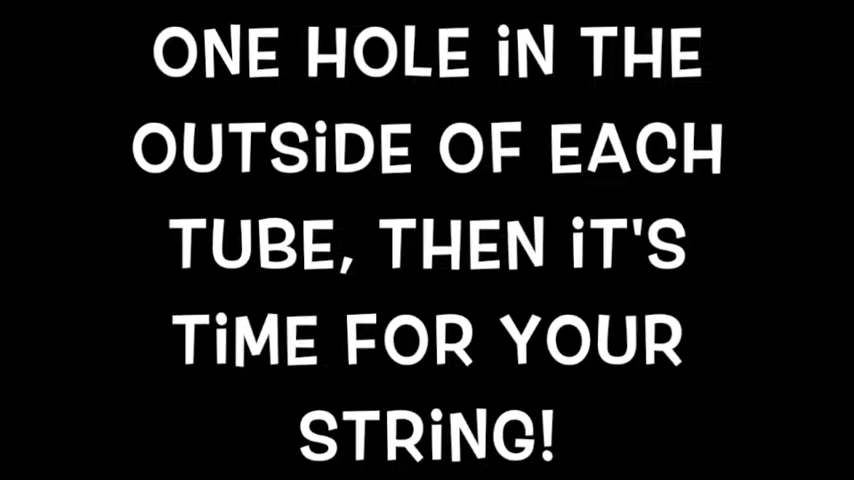 ONE HOLE iN THE
OUTSiDE OF EACH
TUBE, THEN iT'S
TiME FOR YOUR
STRiNG!